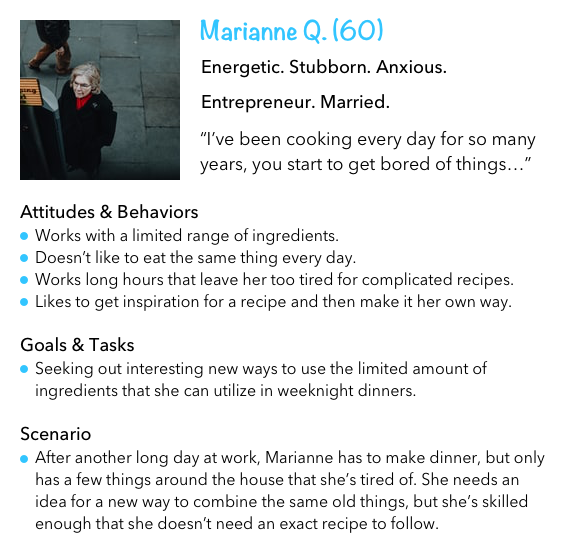 Marianne Q. (60)
Energetic. Stubborn. Anxious.
Entrepreneur. Married.
“I’ve been cooking every day for so many
years, you start to get bored of things…”
Attitudes & Behaviors
Works with a limited range of ingredients.
Doesn’t like to eat the same thing every day.
Works long hours that leave her too tired for complicated recipes.
Likes to get inspiration for a recipe and then make it her own way.
Goals & Tasks
Seeking out interesting new ways to use the limited amount of
ingredients that she can utilize in weeknight dinners.
Scenario
After another long day at work, Marianne has to make dinner, but only
has a few things around the house that she’s tired of. She needs an
idea for a new way to combine the same old things, but she’s skilled
enough that she doesn’t need an exact recipe to follow.